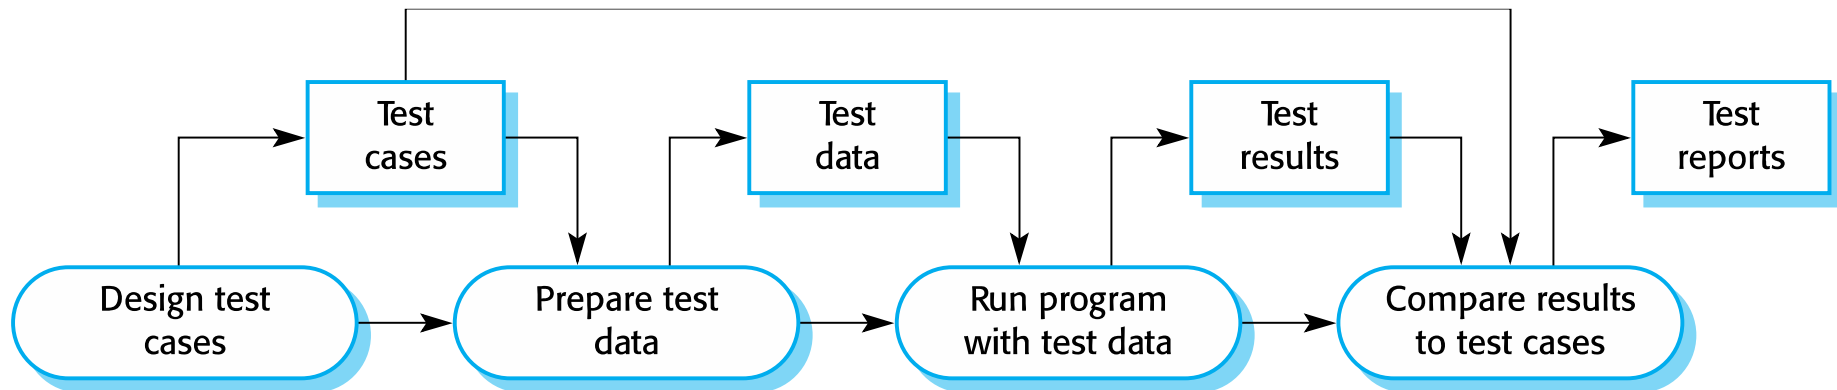 Test
cases
Test
data
Test
results
Test
reports
Design test
cases
Prepare test
data
Run program
with test data
Compare results
to test cases